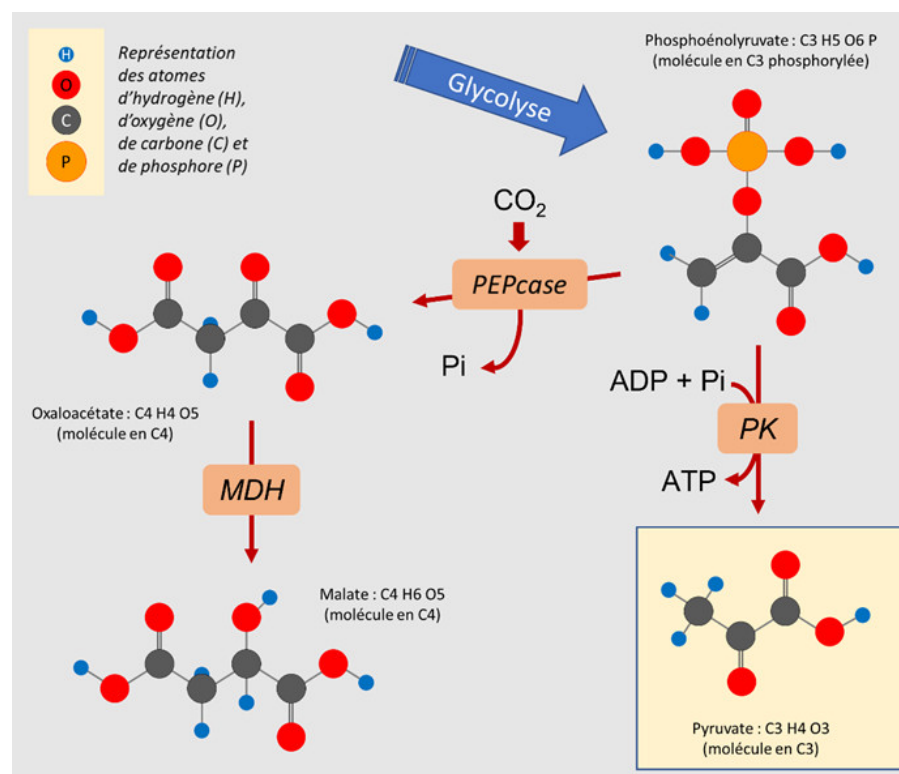 H
O
C
P
Représentation
des atomes
d'hydrogène (H),
d'oxygène (O),
de carbone (C) et
de phosphore (P)
Glycolyse
Phosphoénolyruvate : C3 H5 O6 P
(molécule en C3 phosphorylée)
P
CO2
PEPcase
Pi
Oxaloacétate : C4 H4 O5
(molécule en C4)
ADP + Pi
PK
ATP
MDH
Malate : C4 H6 O5
(molécule en C4)
Pyruvate : C3 H4 O3
(molécule en C3)